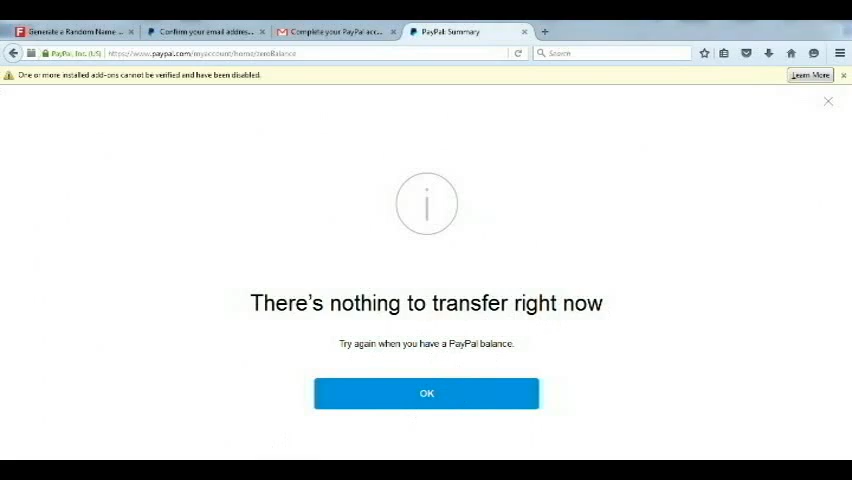 Generate a Random Name ...
Confirm your email addres...
Complete your PayPal acc...
PayPal: Summary
PayPal, Inc. (US)
https://www.paypal.com/myaccount/home/zeroBalance
Search
One or more installed add-ons cannot be verified and have been disabled.
Learn More
There's nothing to transfer right now
Try again when you have a PayPal balance.
OK